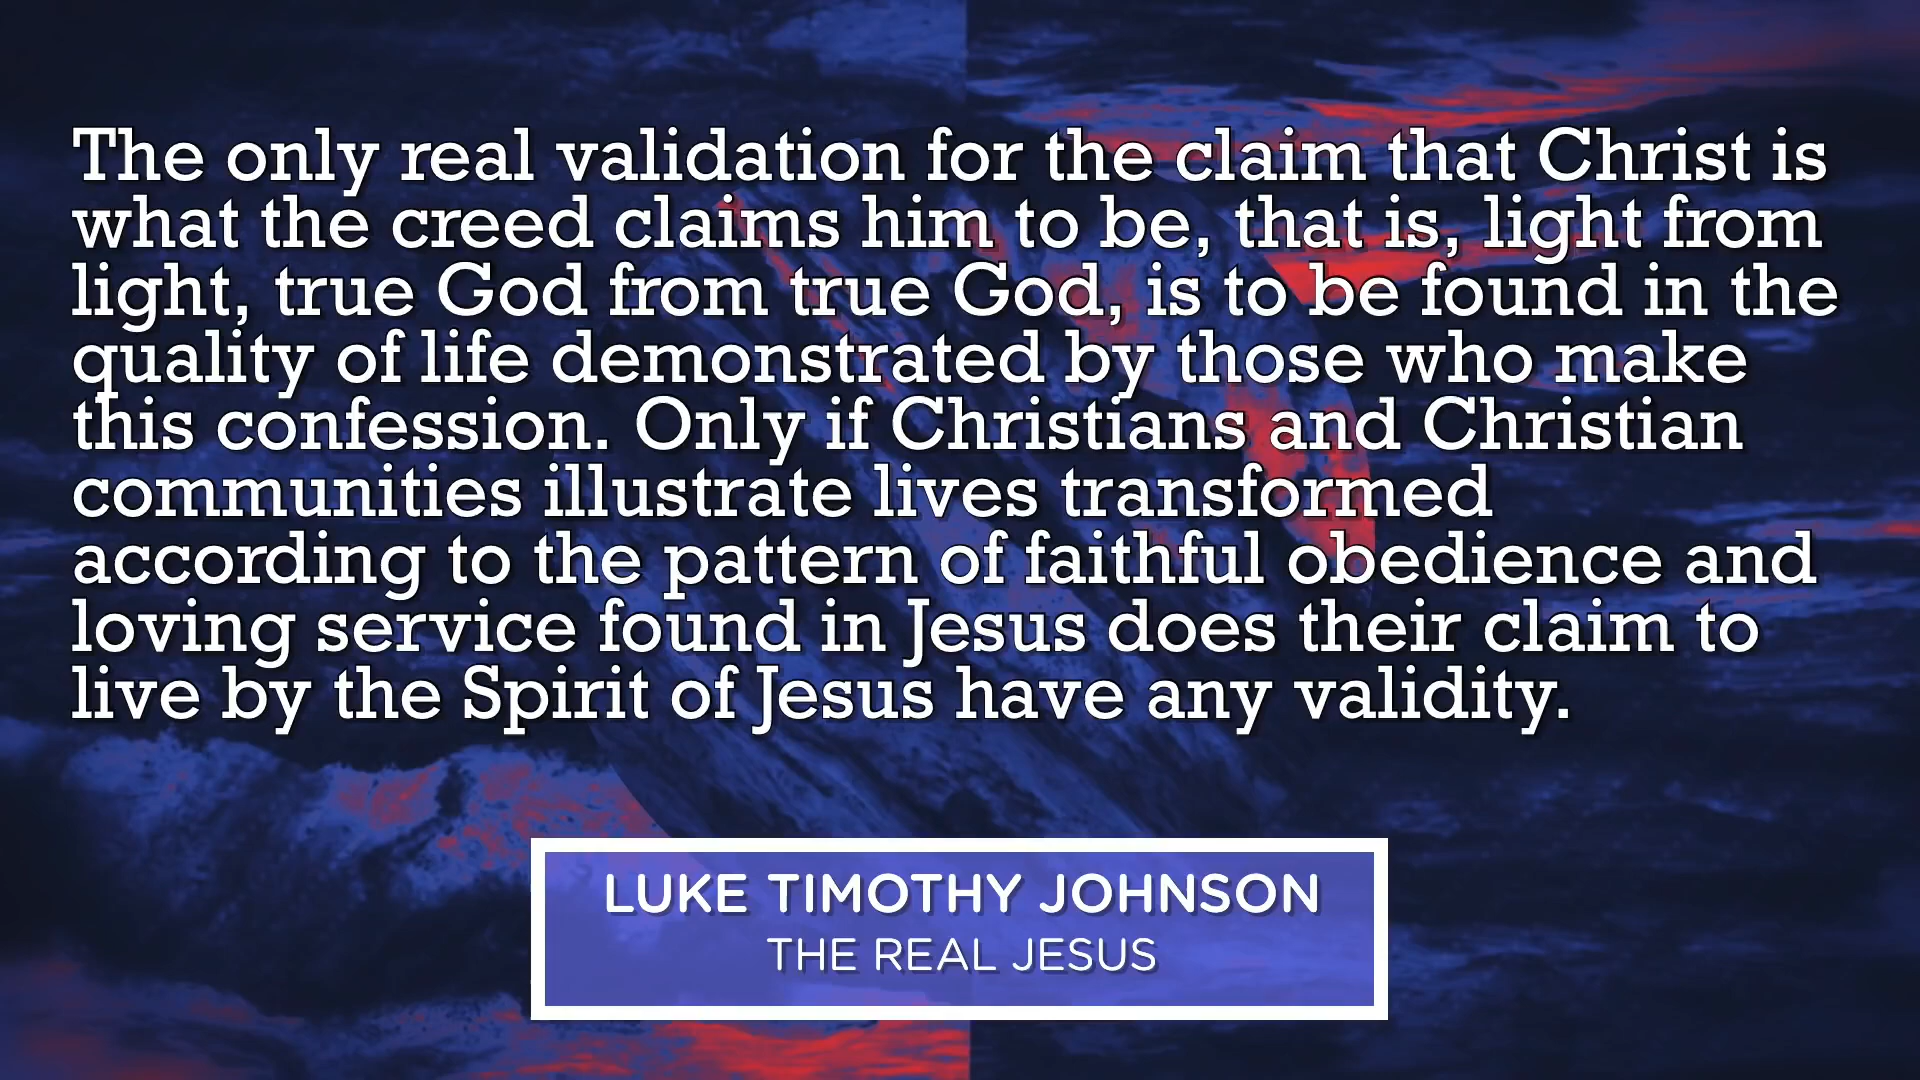 The only real validation for the claim that Christ is
what the creed claims him to be, that is, light from
light, true God from true God, is to be found in the
quality of life demonstrated by those who make
this confession. Only if Christians and Christian
communities illustrate lives transformed
according to the pattern of faithful obedience and
loving service found in Jesus does their claim to
live by the Spirit of Jesus have any validity.
LUKE TIMOTHY JOHNSON
THE REAL JESUS